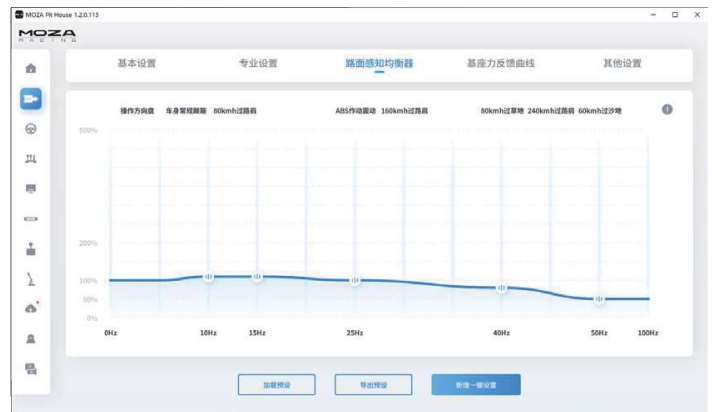 MOZA Pit House 1.2.0.113
MOZA
RACING
基本设置 专业设置 路面感知均衡器 基座力反馈曲线 其他设置
操作方向盘 车身常规颠簸 80kmh过路肩 ABS作动震动 160kmh过路肩 80kmh过草地 240kmh过路肩 60kmh过沙地
500%
200%
100%
50%
0%
0Hz 10Hz 15Hz 25Hz 40Hz 50Hz 100Hz
加载预设 导出预设 新增一键设置